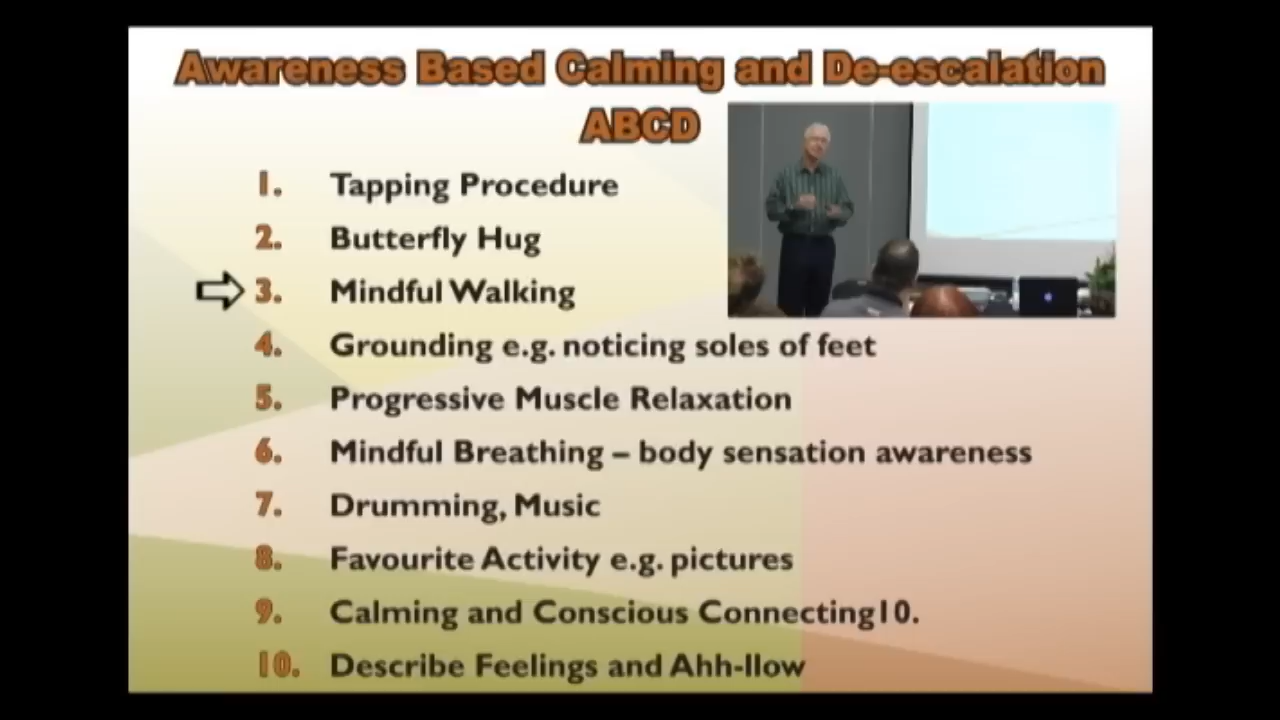 Awareness Based Calming and De-escalation
ABCD
1. Tapping Procedure
2. Butterfly Hug
3. Mindful Walking
4. Grounding e.g. noticing soles of feet
5. Progressive Muscle Relaxation
6. Mindful Breathing – body sensation awareness
7. Drumming, Music
8. Favourite Activity e.g. pictures
9. Calming and Conscious Connecting10.
10. Describe Feelings and Ahh-llow